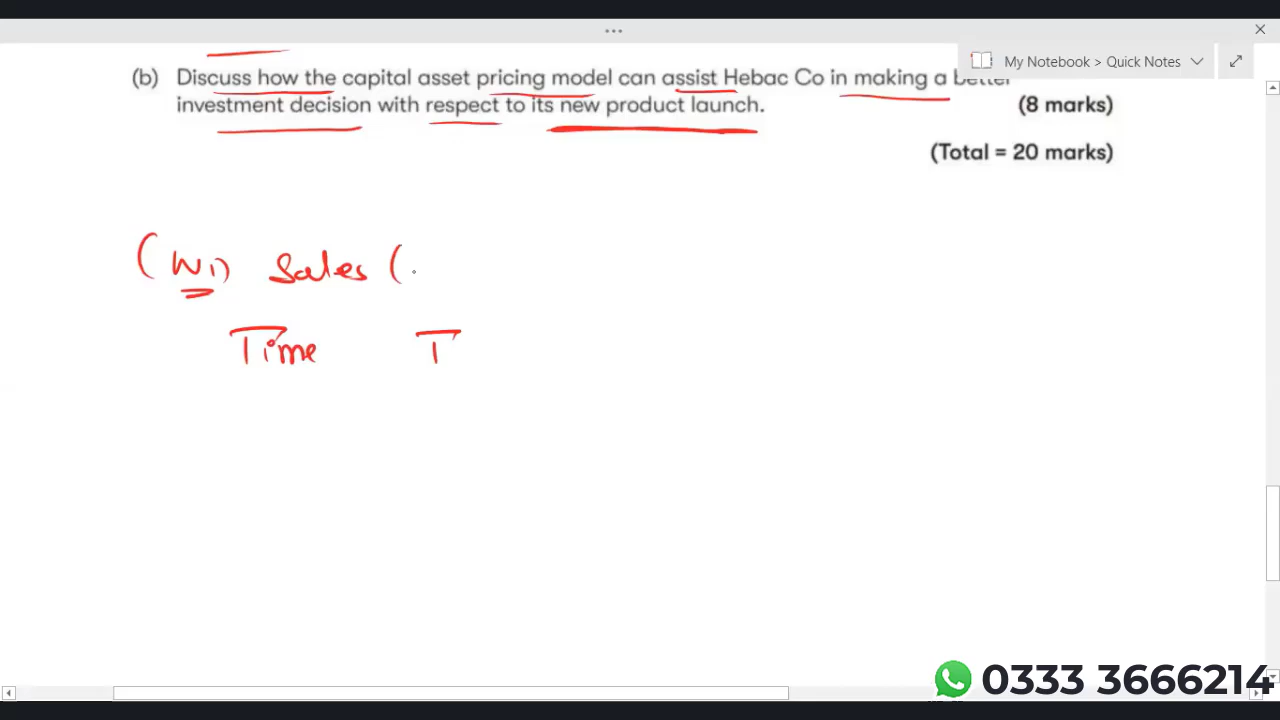 My Notebook > Quick Notes
(b) Discuss how the capital asset pricing model can assist Hebac Co in making a better
investment decision with respect to its new product launch.
(8 marks)
(Total = 20 marks)
(W1) Sales (
Time T
0333 3666214